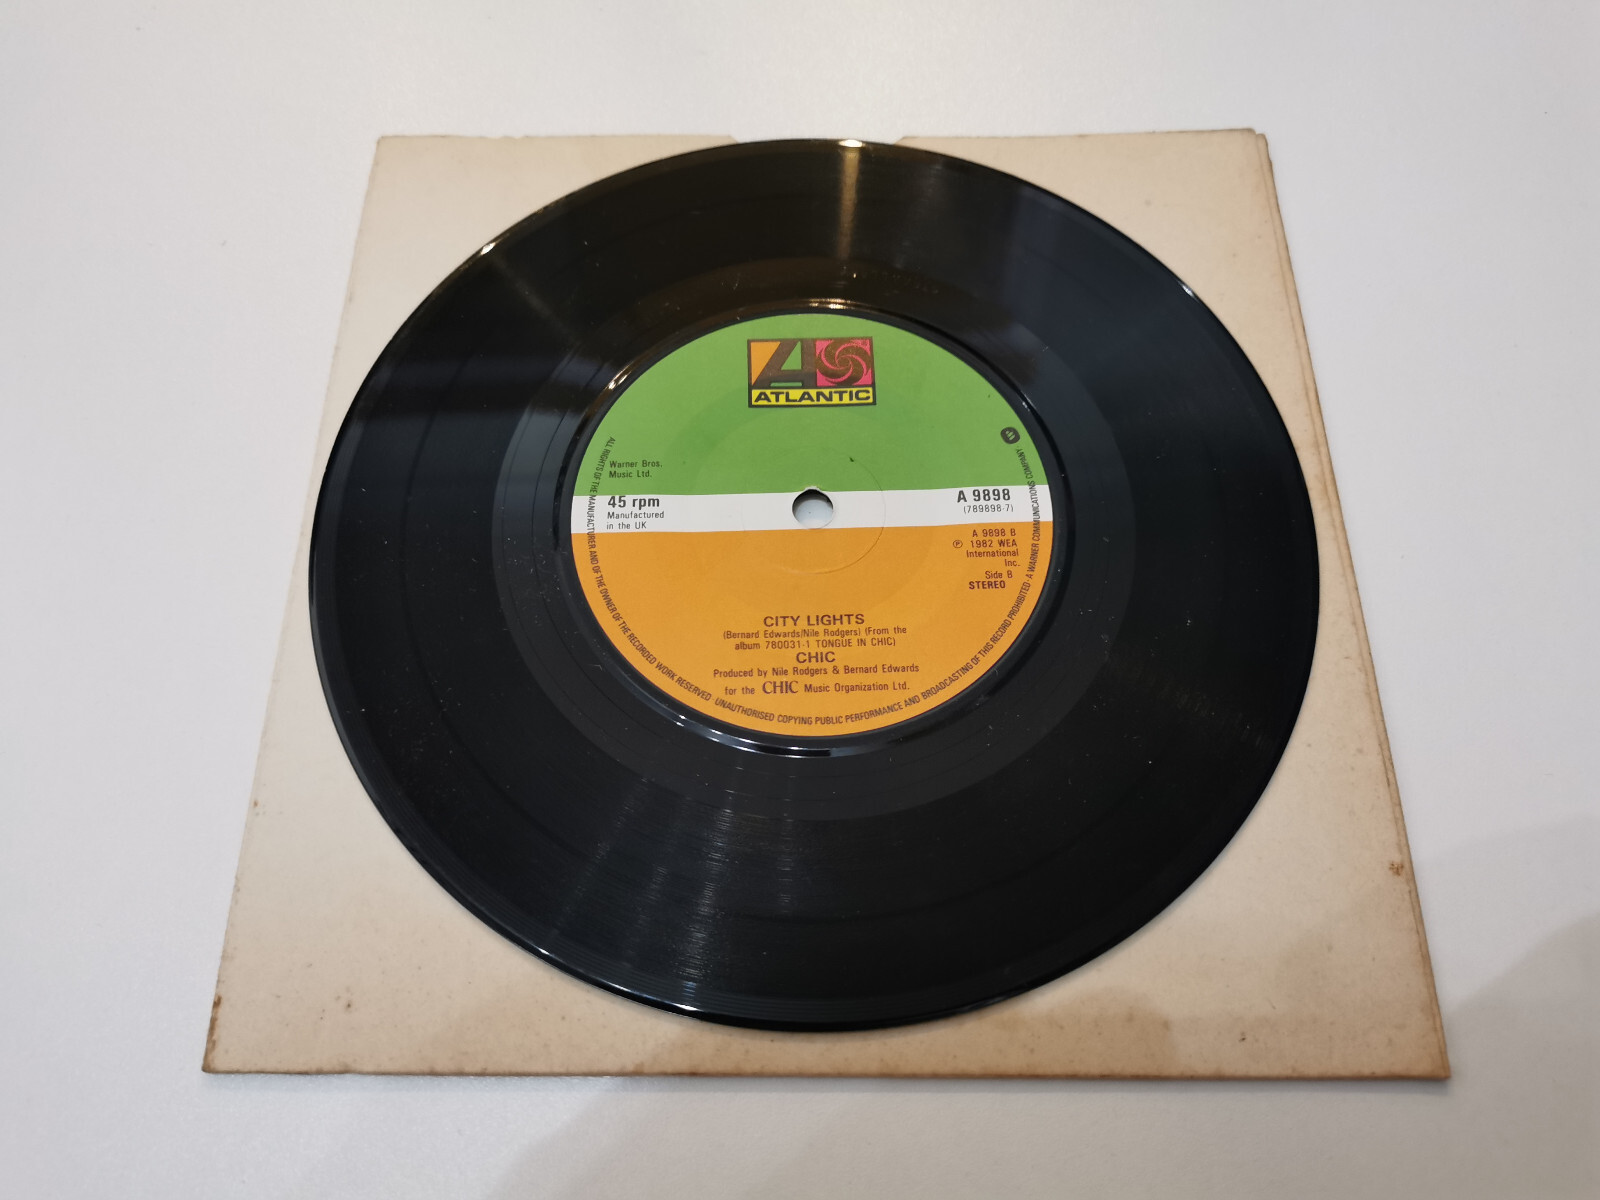 ATLANTIC
Warner Bros.
Music Ltd.
45 rpm
Manufactured
in the UK
A 9898
(789898-7)
A 9898 B
℗ 1982 WEA
International
Inc.
Side B
STEREO
CITY LIGHTS
(Bernard Edwards/Nile Rodgers) (From the
album 780031-1 TONGUE IN CHIC)
CHIC
Produced by Nile Rodgers & Bernard Edwards
for the CHIC Music Organization Ltd.
ALL RIGHTS OF THE MANUFACTURER AND OF THE OWNER OF THE RECORDED WORK RESERVED · UNAUTHORISED COPYING PUBLIC PERFORMANCE AND BROADCASTING OF THIS RECORD PROHIBITED · A WARNER COMMUNICATIONS COMPANY